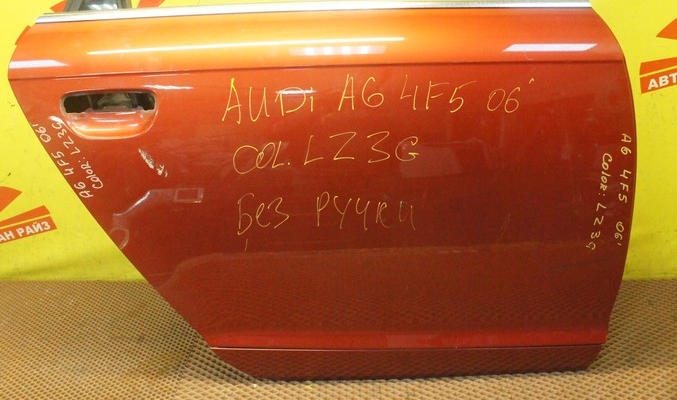 AUDI A6 4F5 06'
COL. LZ3G
БЕЗ РУЧКИ
A6 4F5 06'
Color: LZ3G
A6 4F5 06'
Color: LZ3G
АН РАЙЗ
АВТ